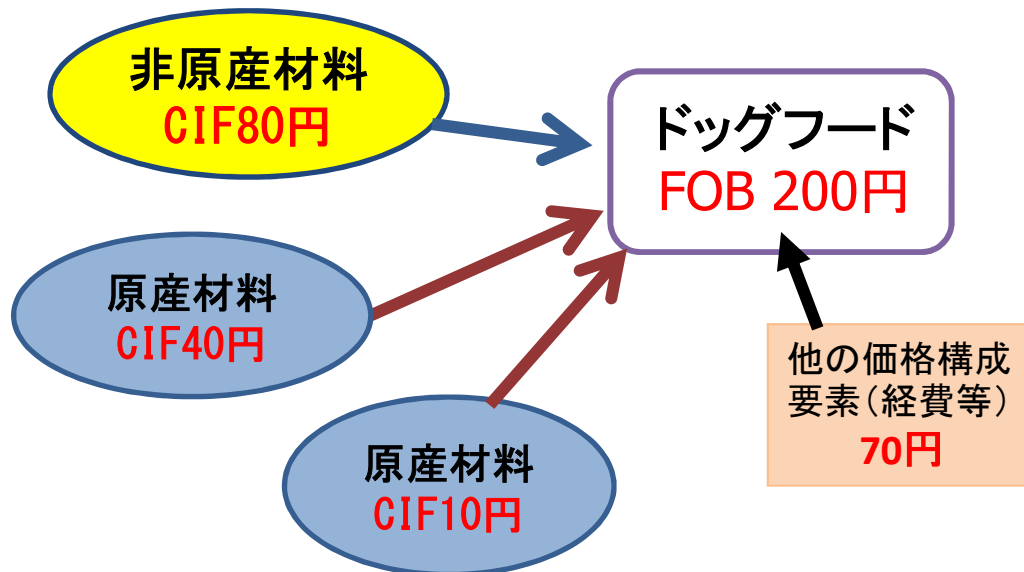 非原産材料
CIF80円
ドッグフード
FOB 200円
原産材料
CIF40円
他の価格構成
要素(経費等)
70円
原産材料
CIF10円